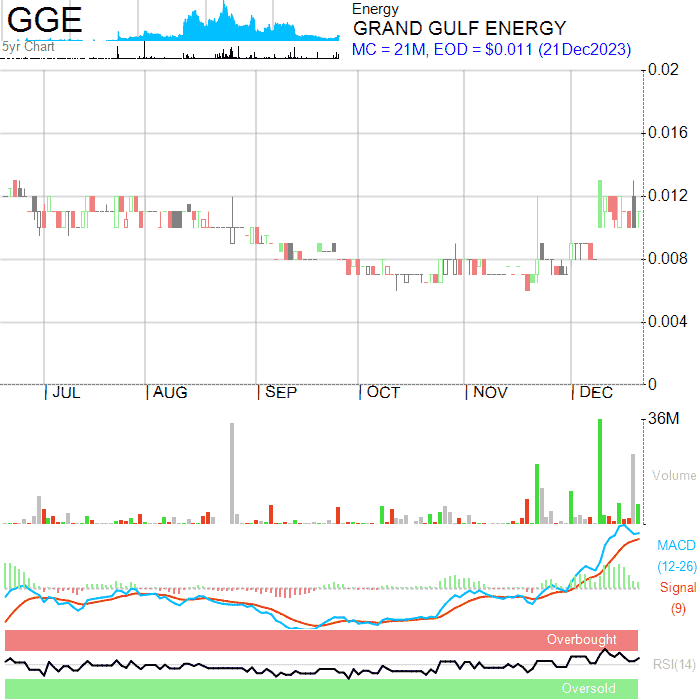 GGE
5yr Chart
Energy
GRAND GULF ENERGY
MC = 21M, EOD = $0.011 (21Dec2023)
0.02
0.016
0.012
0.008
0.004
0
JUL AUG SEP OCT NOV DEC
36M
Volume
MACD
(12-26)
Signal
(9)
Overbought
RSI(14)
Oversold